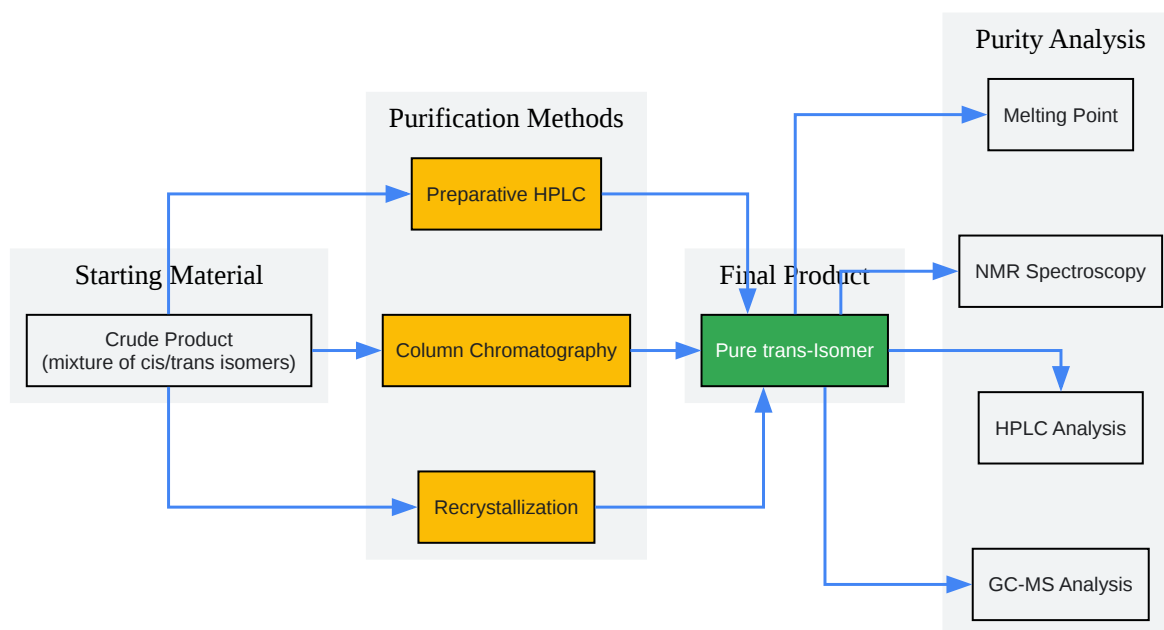 Starting Material
Crude Product
(mixture of cis/trans isomers)
Purification Methods
Preparative HPLC
Column Chromatography
Recrystallization
Final Product
Pure trans-Isomer
Purity Analysis
Melting Point
NMR Spectroscopy
HPLC Analysis
GC-MS Analysis